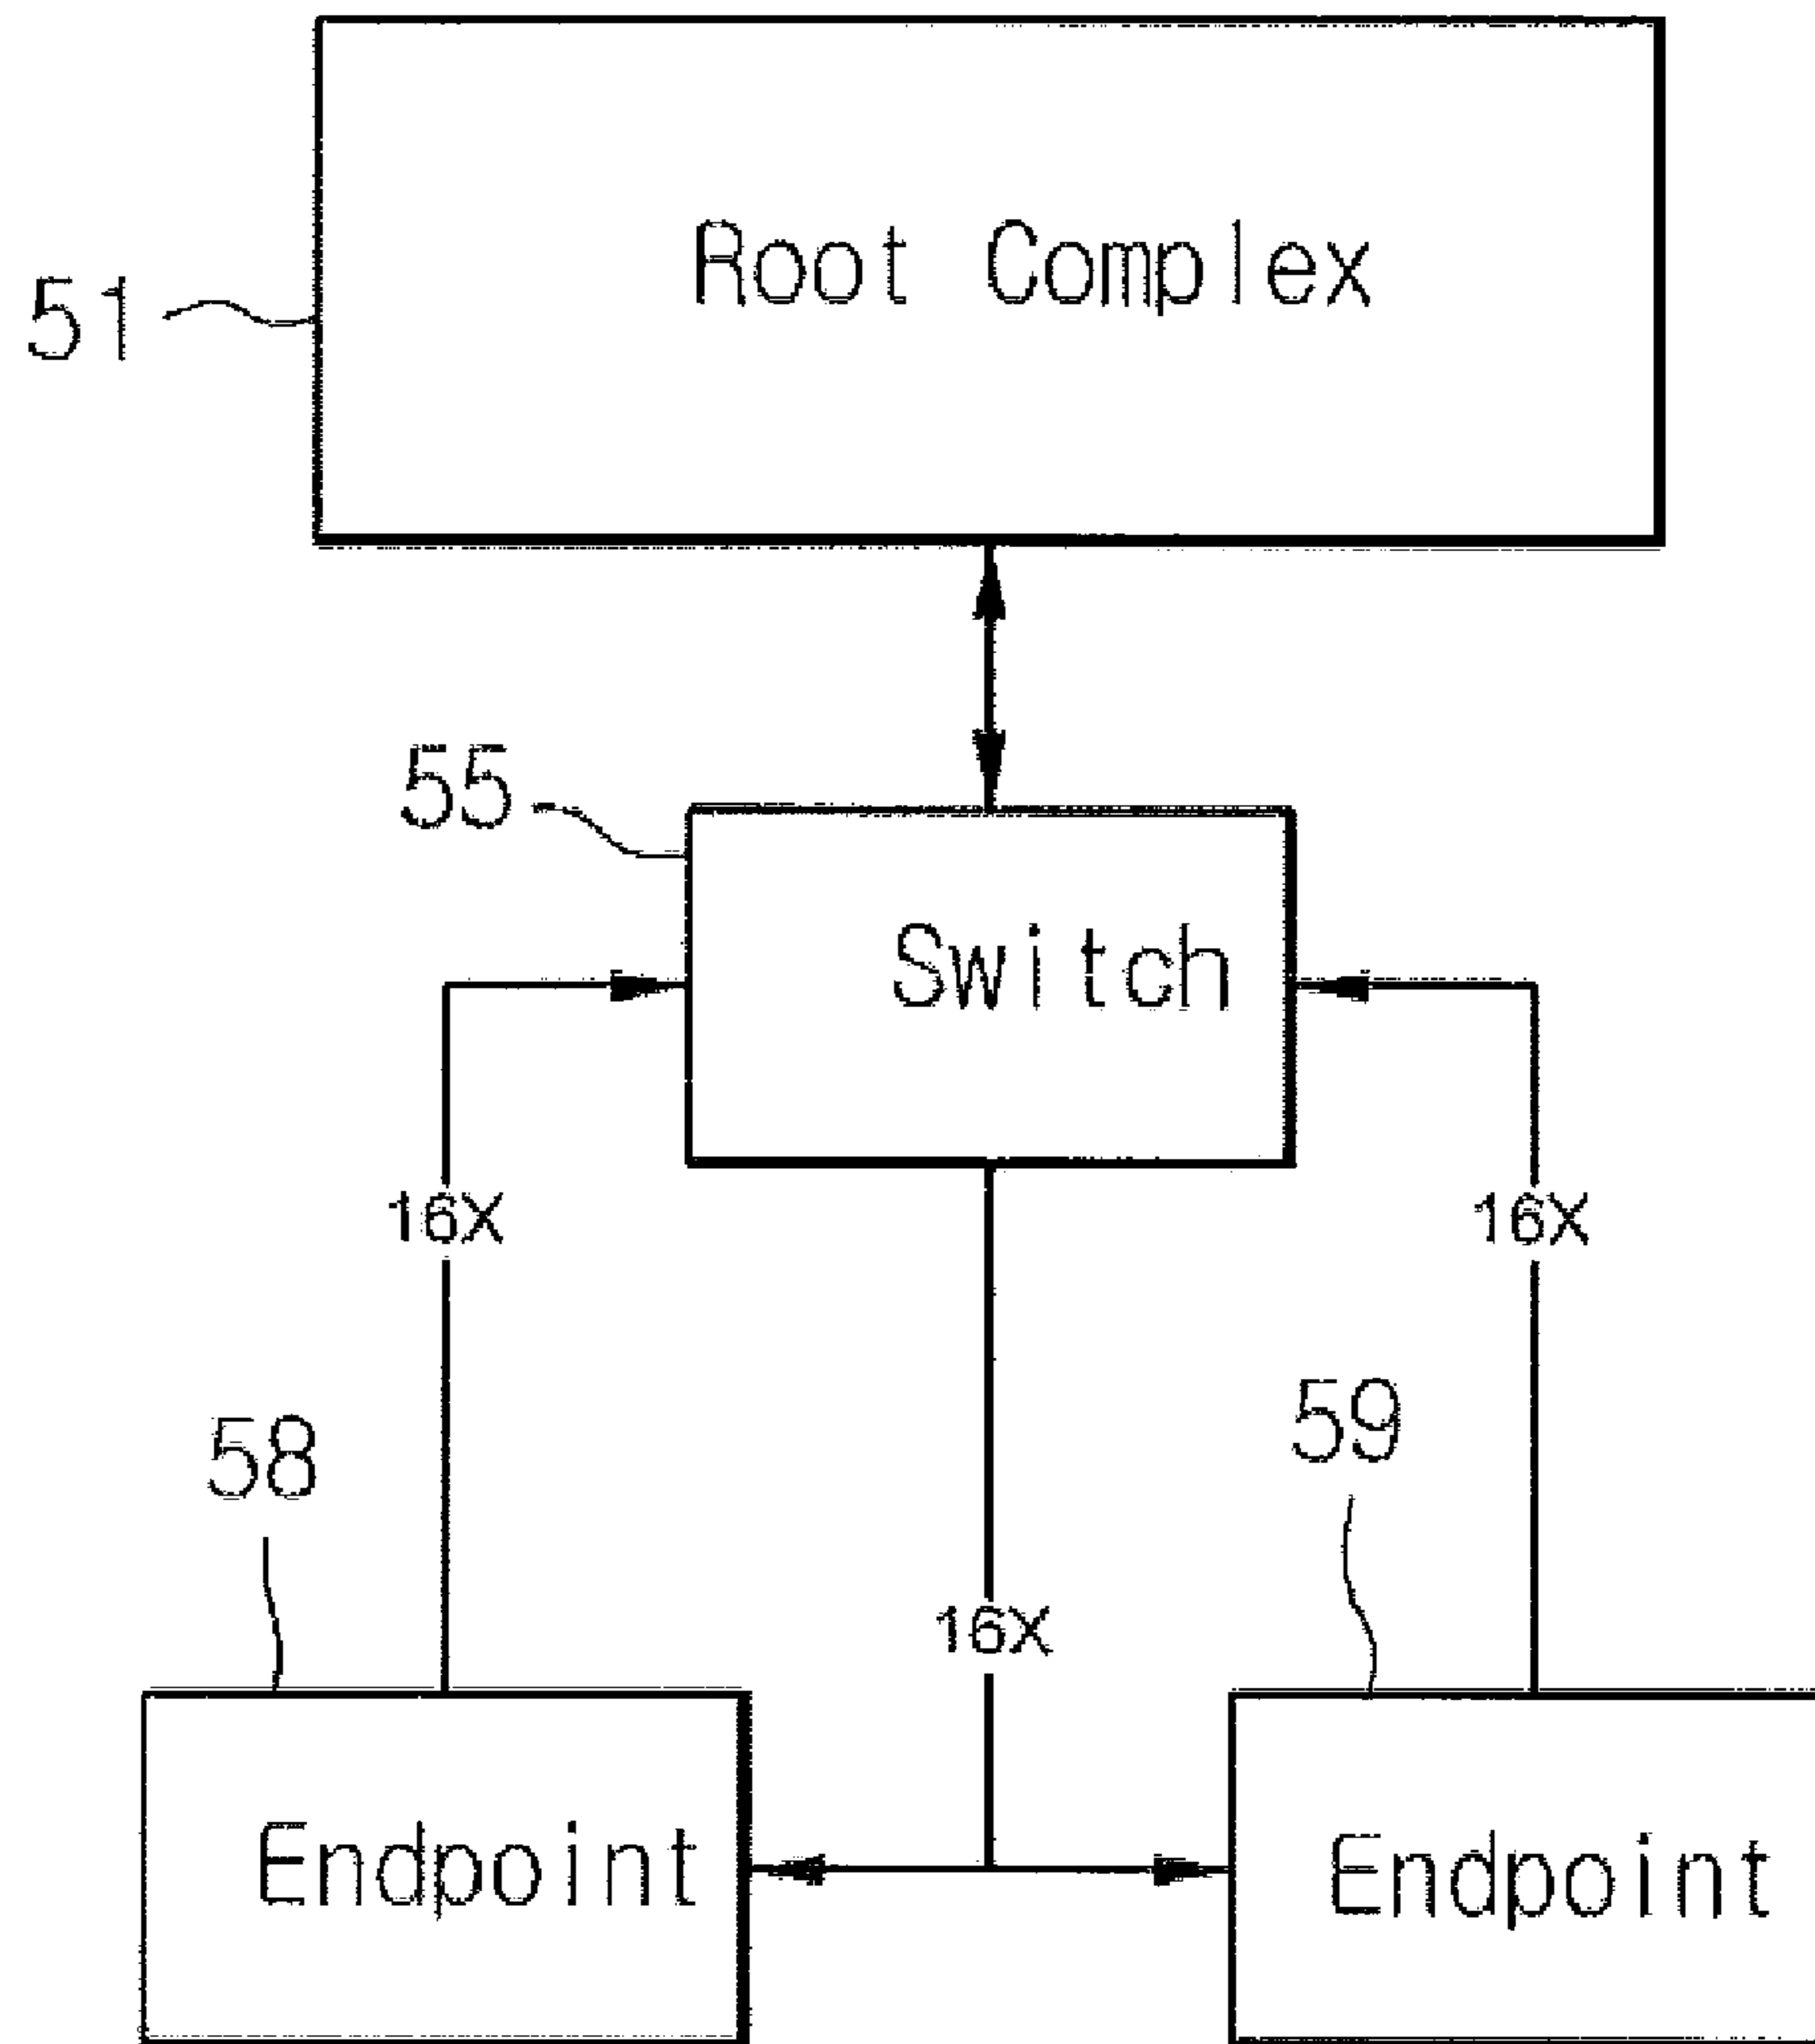 Root Complex
51
55
Switch
16X
16X
59
58
16X
Endpoint
Endpoint